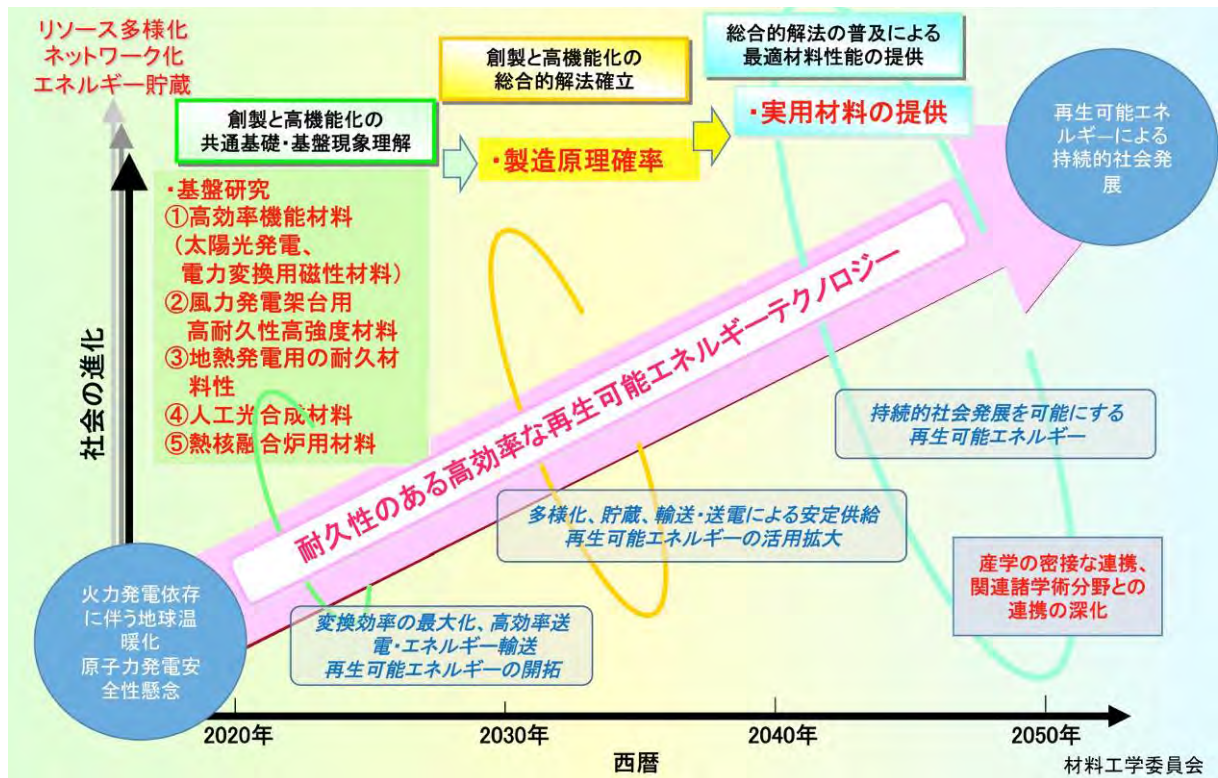 リソース多様化
ネットワーク化
エネルギー貯蔵
創製と高機能化の
共通基礎・基盤現象理解
創製と高機能化の
総合的解法確立
総合的解法の普及による
最適材料性能の提供
・製造原理確率
・実用材料の提供
再生可能エネ
ルギーによる
持続的社会発
展
・基盤研究
①高効率機能材料
(太陽光発電、
電力変換用磁性材料)
②風力発電架台用
高耐久性高強度材料
③地熱発電用の耐久材
料性
④人工光合成材料
⑤熱核融合炉用材料
社会の進化
耐久性のある高効率な再生可能エネルギーテクノロジー
持続的社会発展を可能にする
再生可能エネルギー
多様化、貯蔵、輸送・送電による安定供給
再生可能エネルギーの活用拡大
変換効率の最大化、高効率送
電・エネルギー輸送
再生可能エネルギーの開拓
産学の密接な連携、
関連諸学術分野との
連携の深化
火力発電依存
に伴う地球温
暖化
原子力発電安
全性懸念
2020年
2030年
2040年
2050年
西暦
材料工学委員会